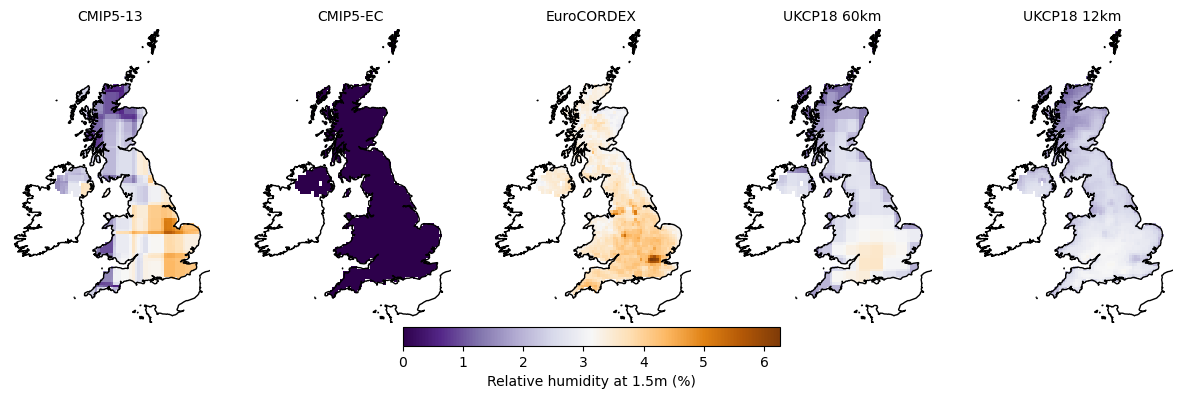 CMIP5-13 CMIP5-EC EuroCORDEX UKCP18 60km UKCP18 12km
0 1 2 3 4 5 6
Relative humidity at 1.5m (%)